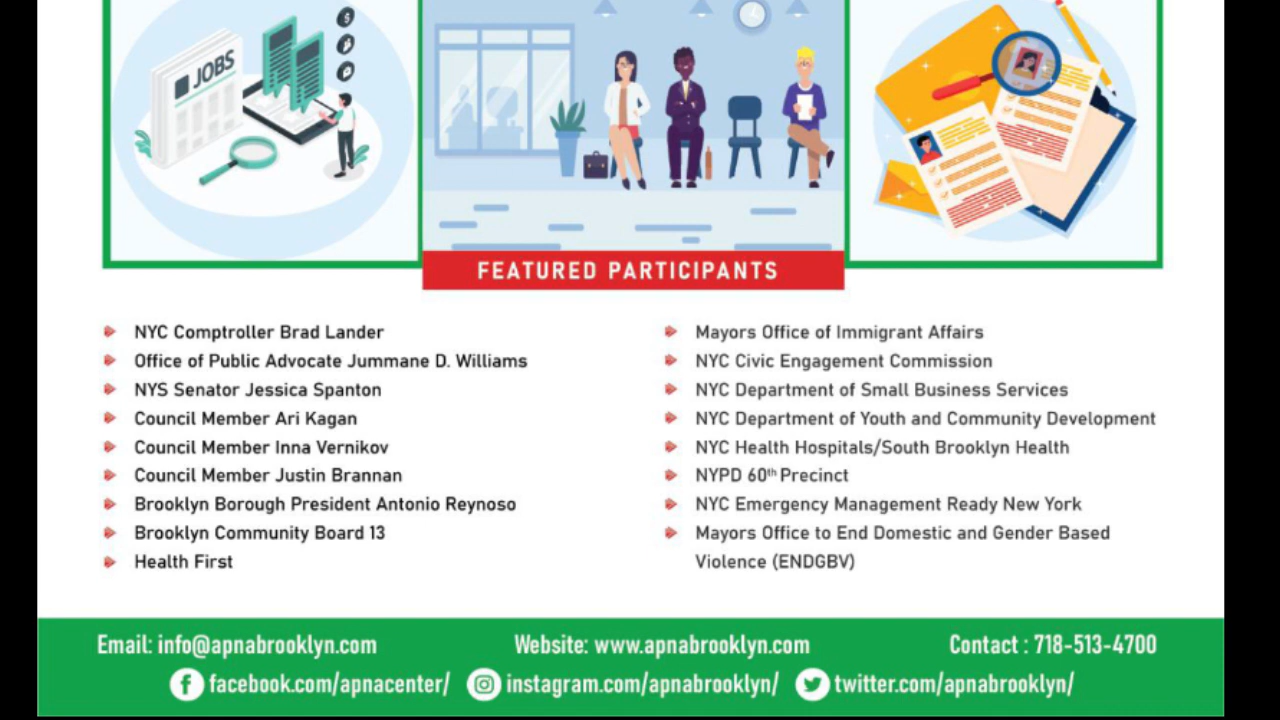 JOBS
FEATURED PARTICIPANTS
NYC Comptroller Brad Lander
Office of Public Advocate Jummane D. Williams
NYS Senator Jessica Spanton
Council Member Ari Kagan
Council Member Inna Vernikov
Council Member Justin Brannan
Brooklyn Borough President Antonio Reynoso
Brooklyn Community Board 13
Health First
Mayors Office of Immigrant Affairs
NYC Civic Engagement Commission
NYC Department of Small Business Services
NYC Department of Youth and Community Development
NYC Health Hospitals/South Brooklyn Health
NYPD 60th Precinct
NYC Emergency Management Ready New York
Mayors Office to End Domestic and Gender Based
Violence (ENDGBV)
Email: info@apnabrooklyn.com Website: www.apnabrooklyn.com Contact : 718-513-4700
facebook.com/apnacenter/ instagram.com/apnabrooklyn/ twitter.com/apnabrooklyn/